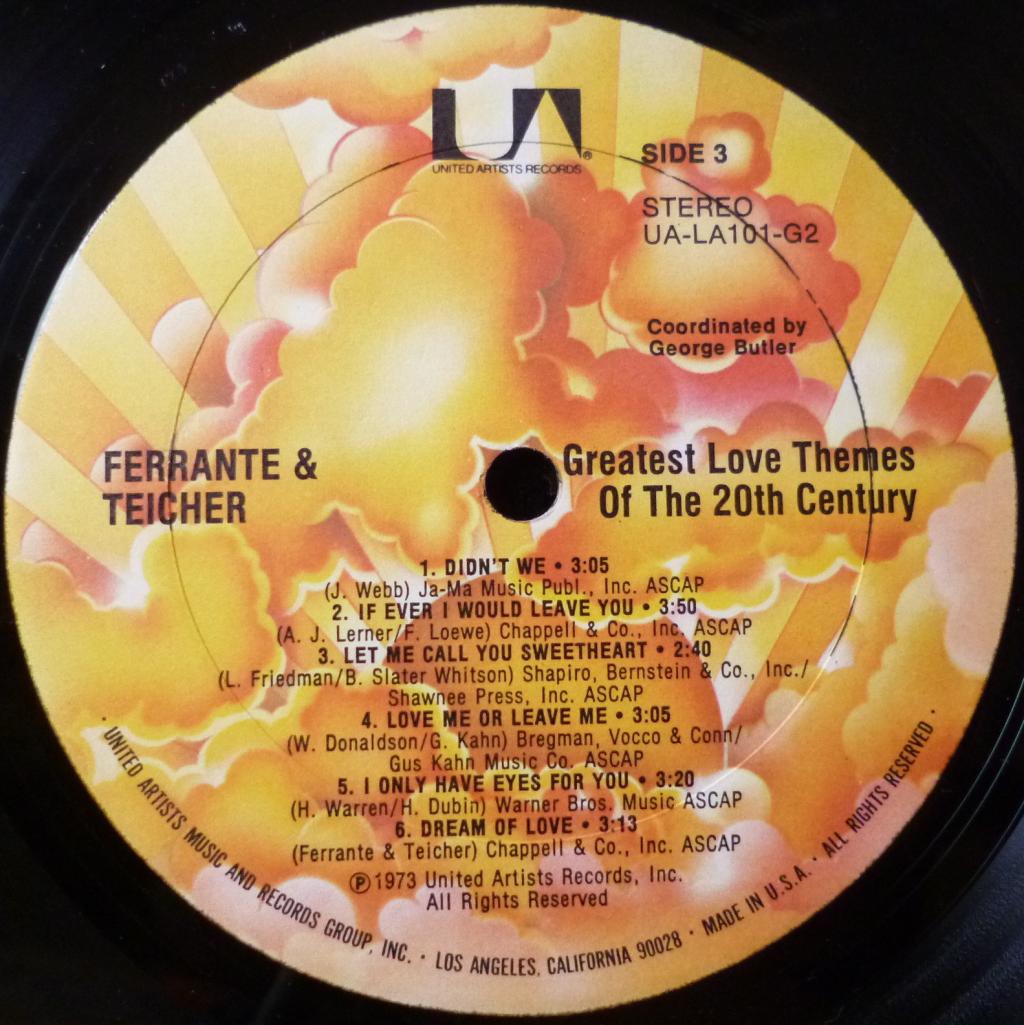 UA
UNITED ARTISTS RECORDS®
SIDE 3
STEREO
UA-LA101-G2
Coordinated by
George Butler
FERRANTE &
TEICHER
Greatest Love Themes
Of The 20th Century
1. DIDN'T WE • 3:05
(J. Webb) Ja-Ma Music Publ., Inc. ASCAP
2. IF EVER I WOULD LEAVE YOU • 3:50
(A. J. Lerner/F. Loewe) Chappell & Co., Inc. ASCAP
3. LET ME CALL YOU SWEETHEART • 2:40
(L. Friedman/B. Slater Whitson) Shapiro, Bernstein & Co., Inc./
Shawnee Press, Inc. ASCAP
4. LOVE ME OR LEAVE ME • 3:05
(W. Donaldson/G. Kahn) Bregman, Vocco & Conn/
Gus Kahn Music Co. ASCAP
5. I ONLY HAVE EYES FOR YOU • 3:20
(H. Warren/H. Dubin) Warner Bros. Music ASCAP
6. DREAM OF LOVE • 3:13
(Ferrante & Teicher) Chappell & Co., Inc. ASCAP
℗1973 United Artists Records, Inc.
All Rights Reserved
· UNITED ARTISTS MUSIC AND RECORDS GROUP, INC. · LOS ANGELES, CALIFORNIA 90028 · MADE IN U.S.A. · ALL RIGHTS RESERVED ·